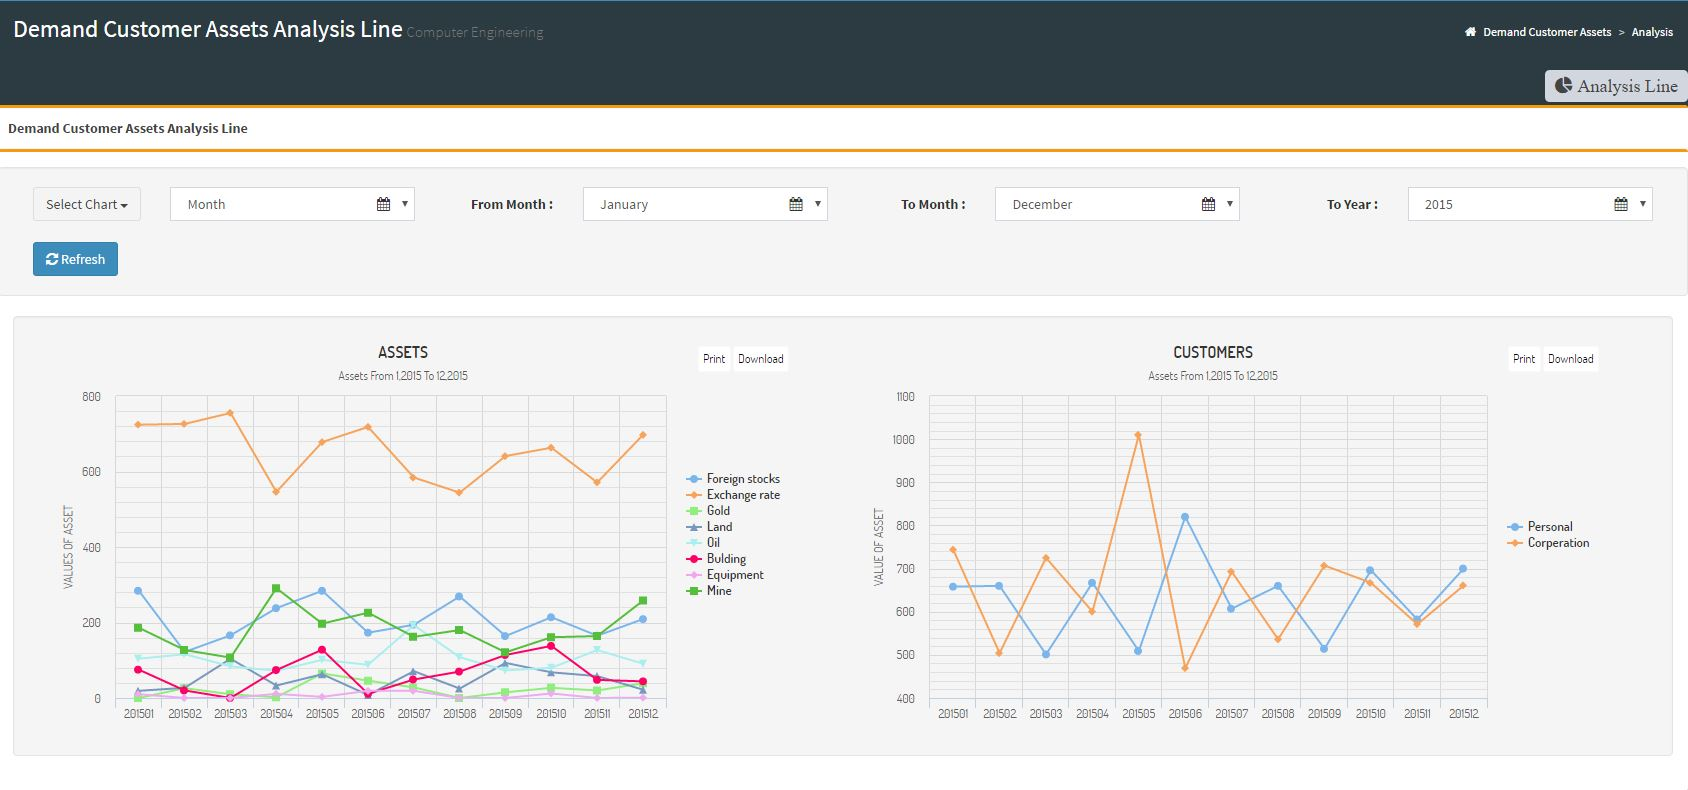 Demand Customer Assets Analysis Line Computer Engineering
Demand Customer Assets > Analysis
Analysis Line
Demand Customer Assets Analysis Line
Select Chart
Month
From Month :
January
To Month :
December
To Year :
2015
Refresh
ASSETS
Assets From 1,2015 To 12,2015
Print
Download
VALUES OF ASSET
800
600
400
200
0
201501 201502 201503 201504 201505 201506 201507 201508 201509 201510 201511 201512
Foreign stocks
Exchange rate
Gold
Land
Oil
Bulding
Equipment
Mine
CUSTOMERS
Assets From 1,2015 To 12,2015
Print
Download
VALUE OF ASSET
1100
1000
900
800
700
600
500
400
201501 201502 201503 201504 201505 201506 201507 201508 201509 201510 201511 201512
Personal
Corperation